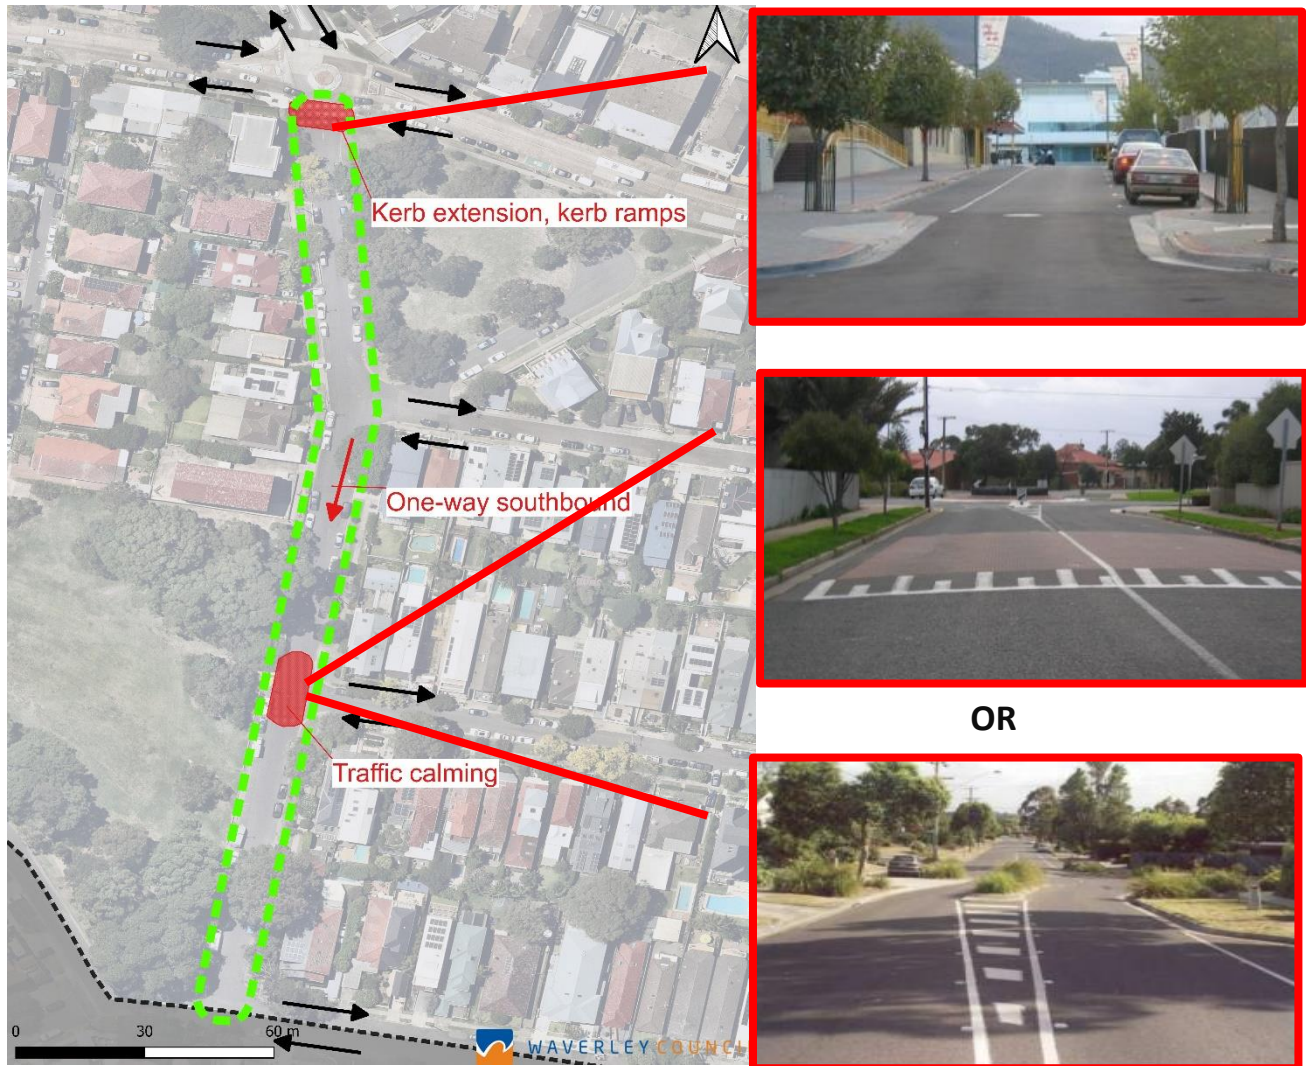 Kerb extension, kerb ramps
One-way southbound
OR
Traffic calming
0 30 60 m
WAVERLEY COUNCIL